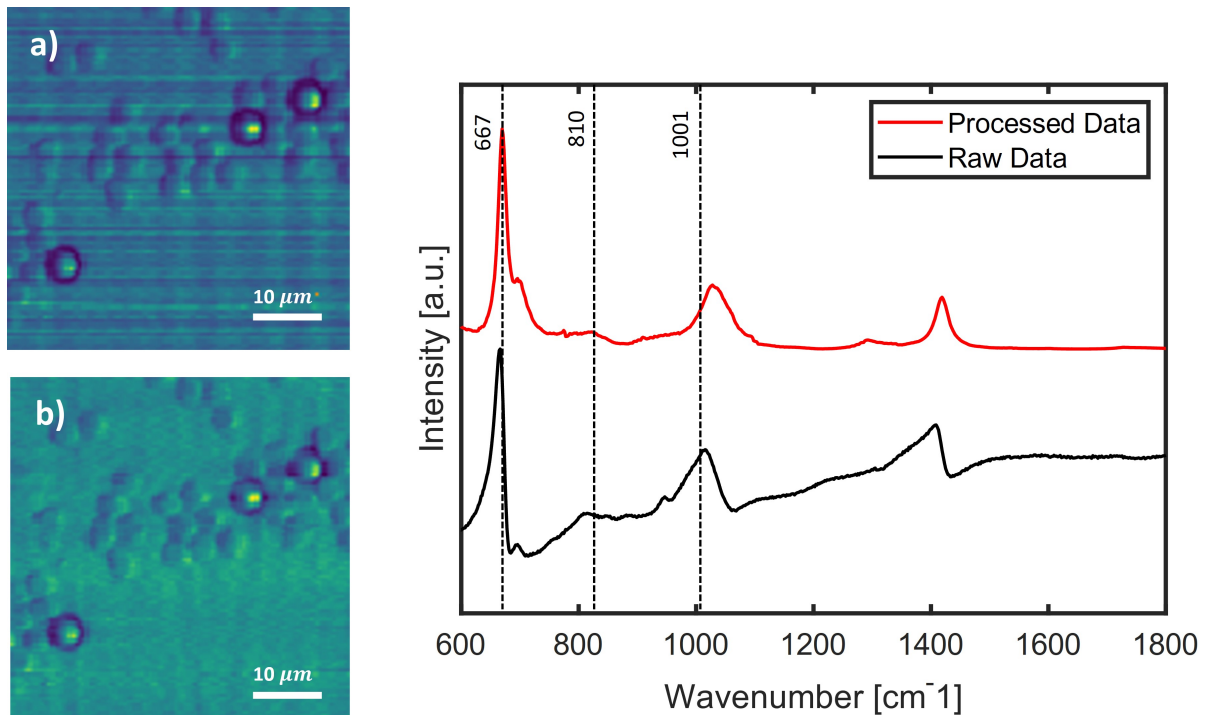 a)
10 μm
b)
10 μm
667
810
1001
Processed Data
Raw Data
Intensity [a.u.]
600 800 1000 1200 1400 1600 1800
Wavenumber [cm-1]